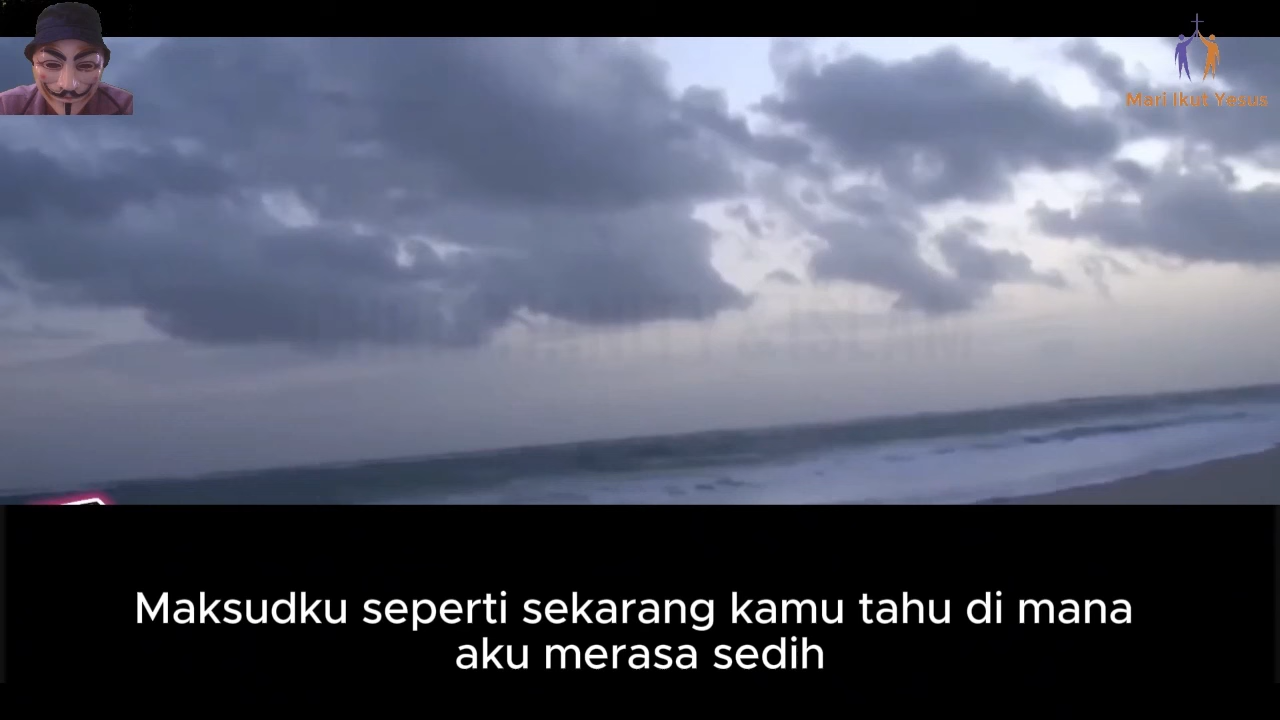 Mari Ikut Yesus
Maksudku seperti sekarang kamu tahu di mana
aku merasa sedih